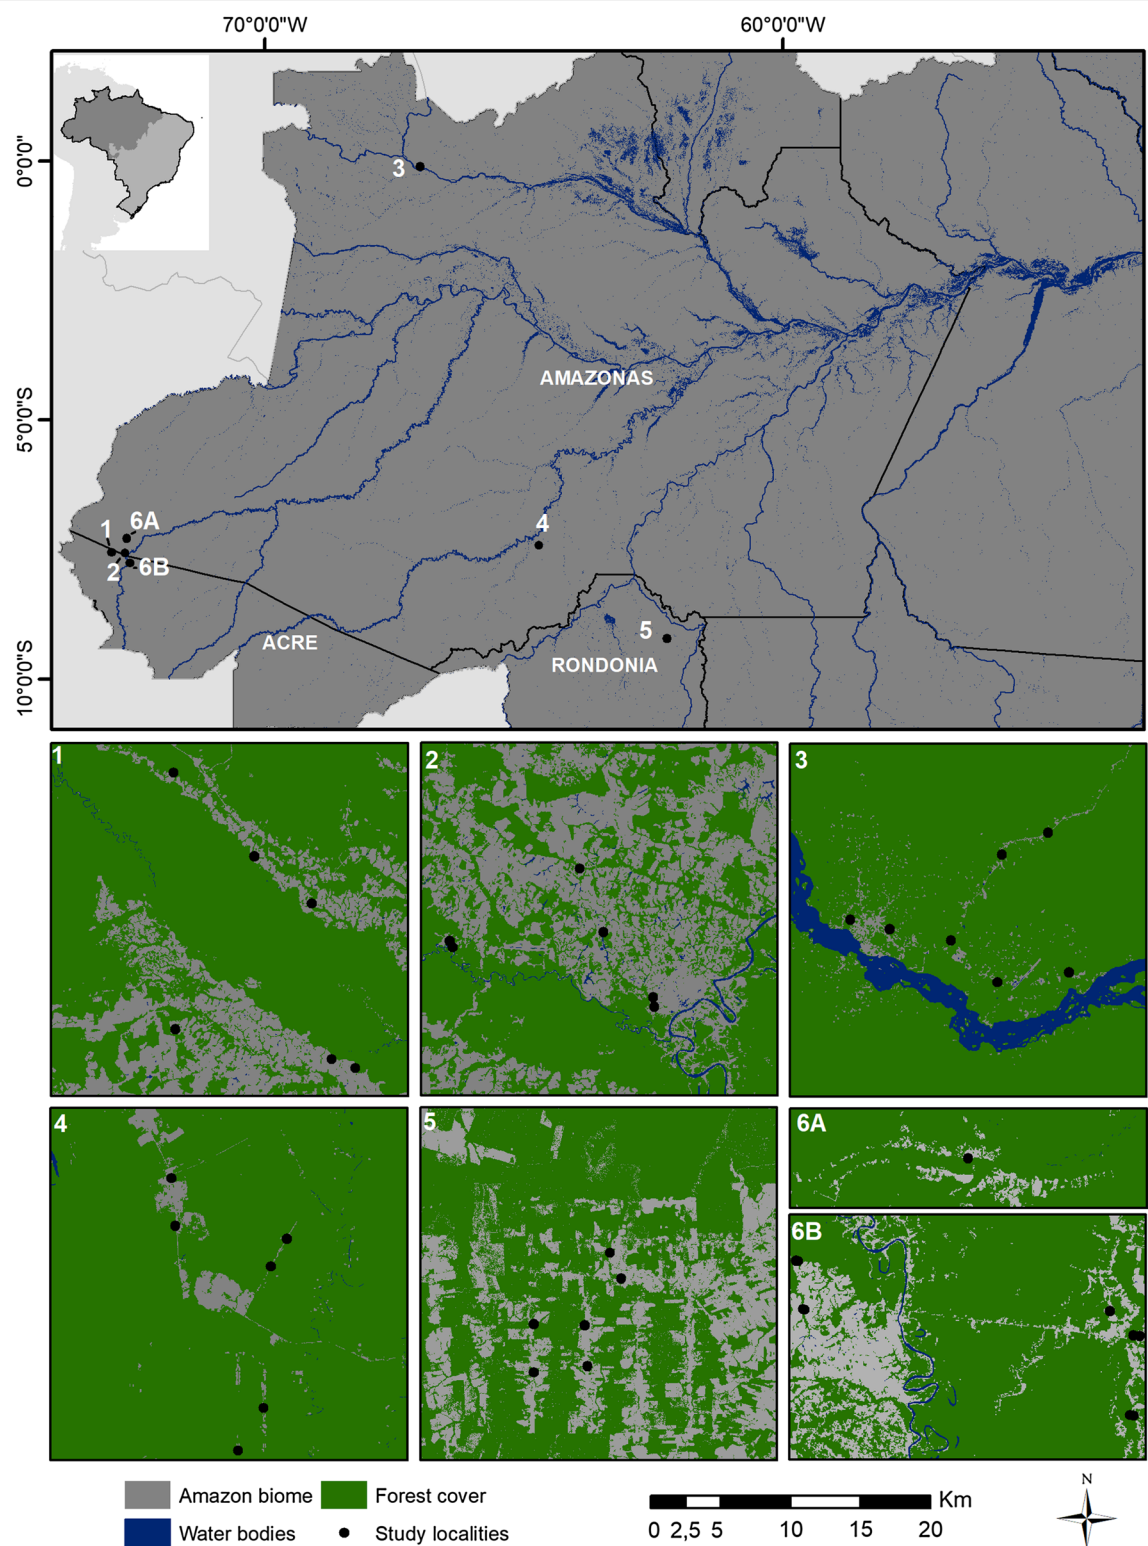 70°0'0"W 60°0'0"W
0°0'0"
5°0'0"S
10°0'0"S
3
AMAZONAS
1 6A
2 6B
4
5
ACRE
RONDONIA
1 2 3
4 5 6A
6B
Amazon biome Forest cover
Water bodies Study localities
Km
0 2,5 5 10 15 20
N